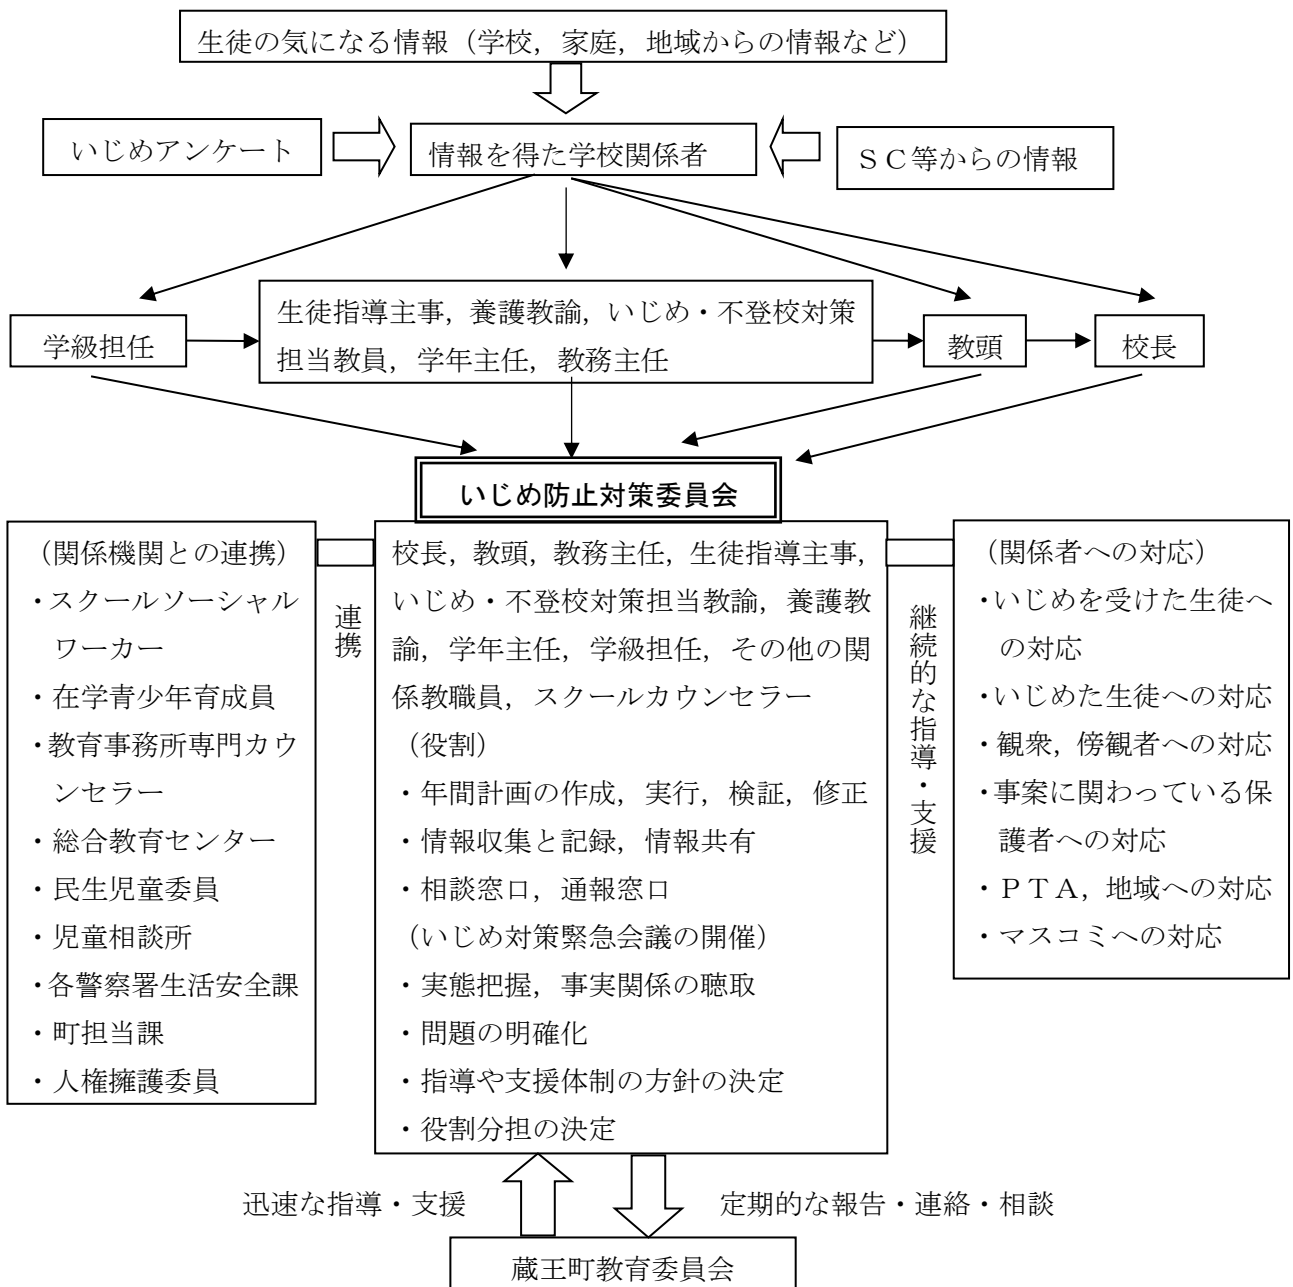 生徒の気になる情報（学校，家庭，地域からの情報など）
いじめアンケート
情報を得た学校関係者
ＳＣ等からの情報
学級担任
生徒指導主事，養護教諭，いじめ・不登校対策
担当教員，学年主任，教務主任
教頭
校長
いじめ防止対策委員会
（関係機関との連携）
・スクールソーシャル
ワーカー
・在学青少年育成員
・教育事務所専門カウ
ンセラー
・総合教育センター
・民生児童委員
・児童相談所
・各警察署生活安全課
・町担当課
・人権擁護委員
連携
校長，教頭，教務主任，生徒指導主事，
いじめ・不登校対策担当教諭，養護教
諭，学年主任，学級担任，その他の関
係教職員，スクールカウンセラー
（役割）
・年間計画の作成，実行，検証，修正
・情報収集と記録，情報共有
・相談窓口，通報窓口
（いじめ対策緊急会議の開催）
・実態把握，事実関係の聴取
・問題の明確化
・指導や支援体制の方針の決定
・役割分担の決定
継続的な指導・支援
（関係者への対応）
・いじめを受けた生徒へ
の対応
・いじめた生徒への対応
・観衆，傍観者への対応
・事案に関わっている保
護者への対応
・ＰＴＡ，地域への対応
・マスコミへの対応
迅速な指導・支援
定期的な報告・連絡・相談
蔵王町教育委員会